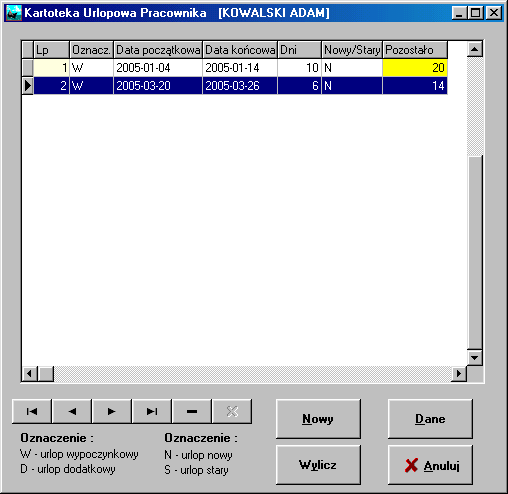 Kartoteka Urlopowa Pracownika [KOWALSKI ADAM]
Lp Oznacz. Data początkowa Data końcowa Dni Nowy/Stary Pozostało
1 W 2005-01-04 2005-01-14 10 N 20
2 W 2005-03-20 2005-03-26 6 N 14
Nowy Dane
Oznaczenie : Oznaczenie :
W - urlop wypoczynkowy N - urlop nowy
D - urlop dodatkowy S - urlop stary
Wylicz Anuluj